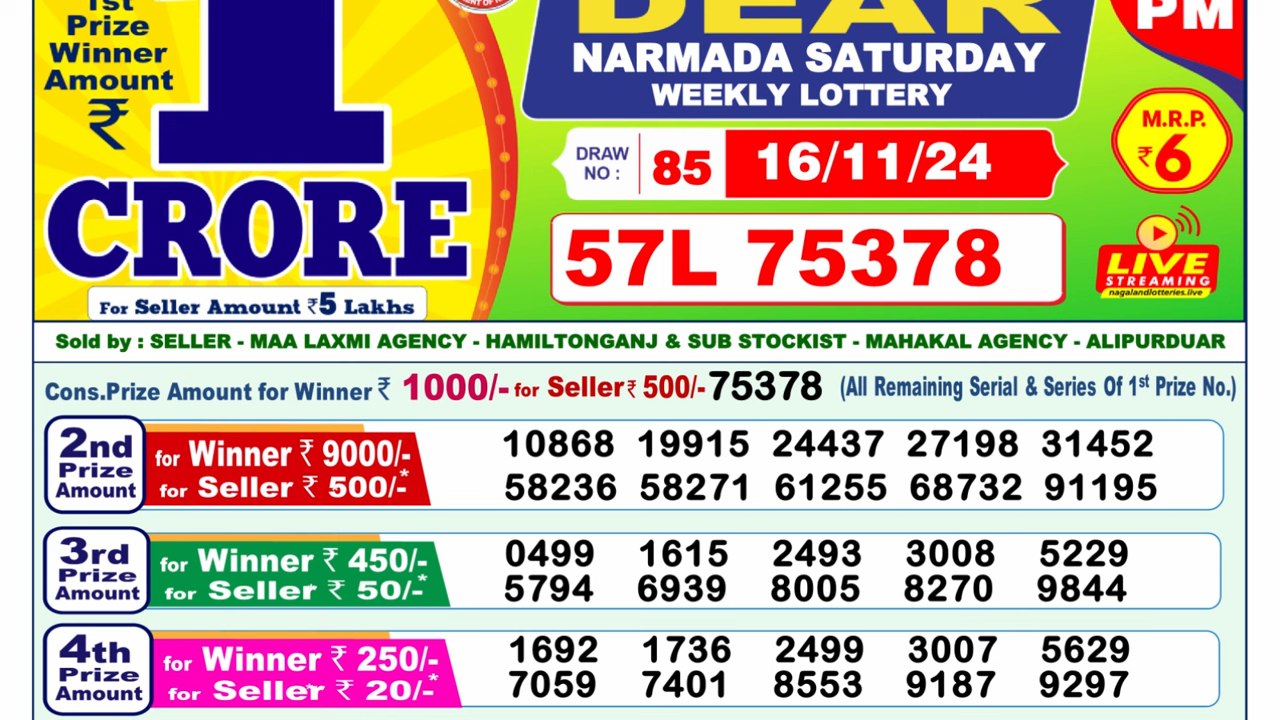 1st
Prize
Winner
Amount
₹
1
CRORE
For Seller Amount ₹5 Lakhs
DEAR
NARMADA SATURDAY
WEEKLY LOTTERY
PM
DRAW NO : 85 16/11/24
M.R.P.
₹6
57L 75378
LIVE
STREAMING
nagalandlotteries.live
Sold by : SELLER - MAA LAXMI AGENCY - HAMILTONGANJ & SUB STOCKIST - MAHAKAL AGENCY - ALIPURDUAR
Cons.Prize Amount for Winner ₹ 1000/- for Seller ₹ 500/- 75378 (All Remaining Serial & Series Of 1st Prize No.)
2nd
Prize
Amount
for Winner ₹ 9000/-
for Seller ₹ 500/-*
10868 19915 24437 27198 31452
58236 58271 61255 68732 91195
3rd
Prize
Amount
for Winner ₹ 450/-
for Seller ₹ 50/-*
0499 1615 2493 3008 5229
5794 6939 8005 8270 9844
4th
Prize
Amount
for Winner ₹ 250/-
for Seller ₹ 20/-*
1692 1736 2499 3007 5629
7059 7401 8553 9187 9297